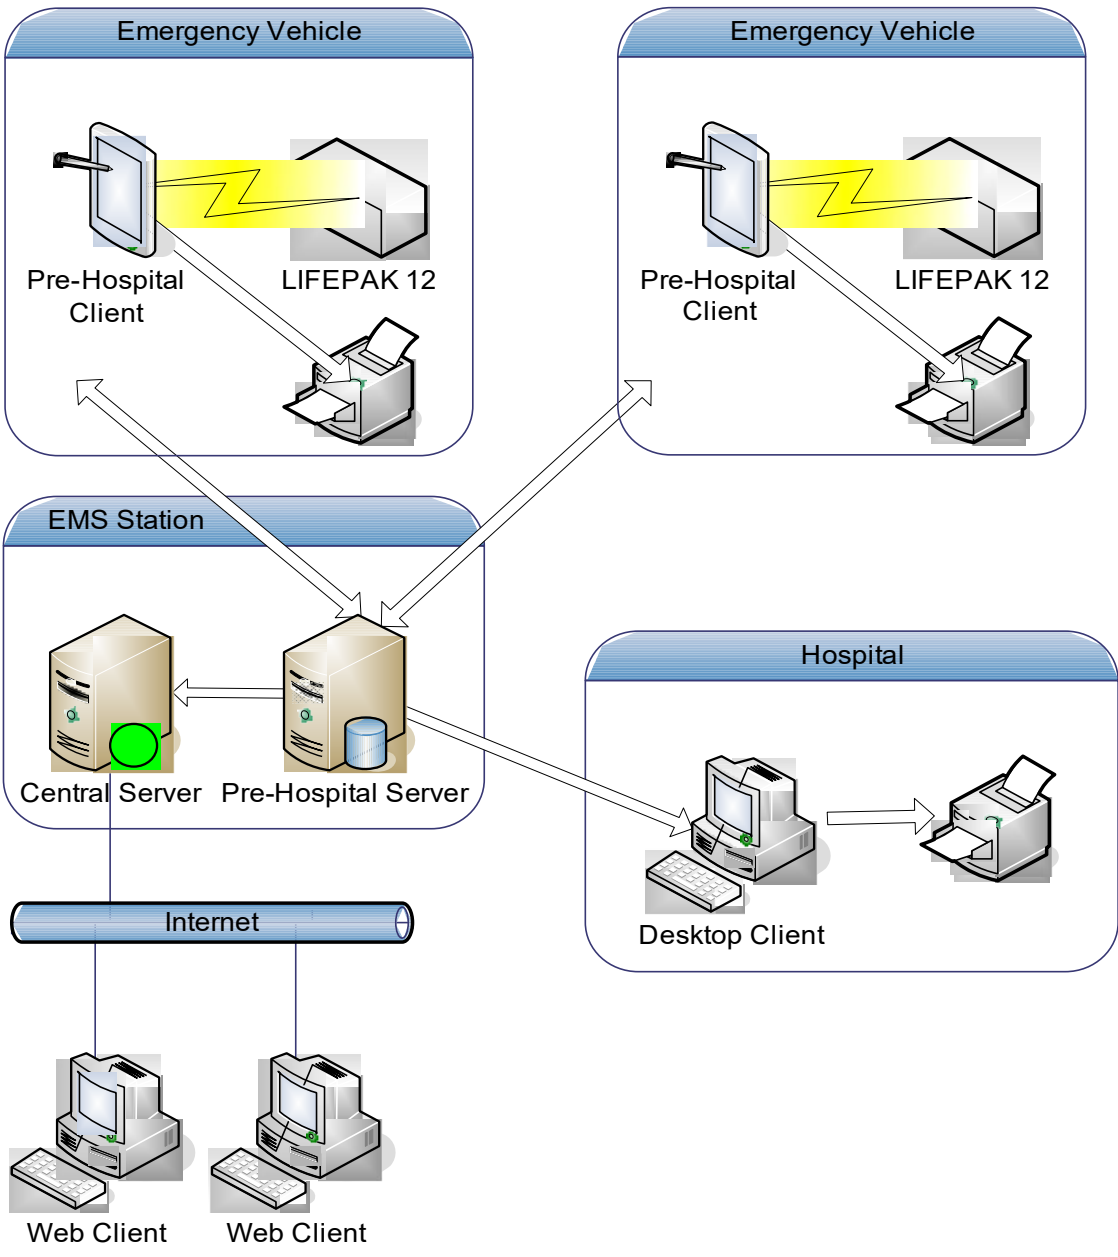 Emergency Vehicle
Emergency Vehicle
Pre-Hospital
Client
LIFEPAK 12
Pre-Hospital
Client
LIFEPAK 12
EMS Station
Central Server
Pre-Hospital Server
Hospital
Desktop Client
Internet
Web Client
Web Client